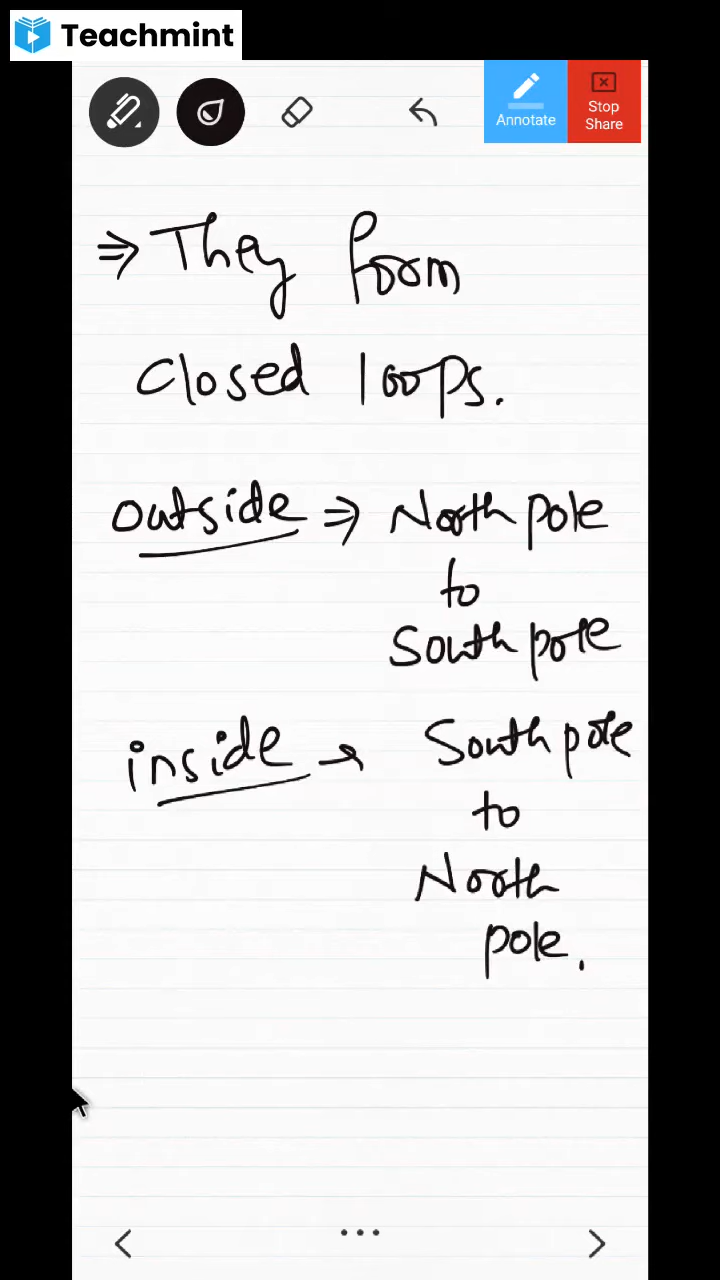 Teachmint
Annotate
Stop
Share
⇒ They form
closed loops.
outside ⇒ North pole
to
South pole
inside → South pole
to
North
pole.